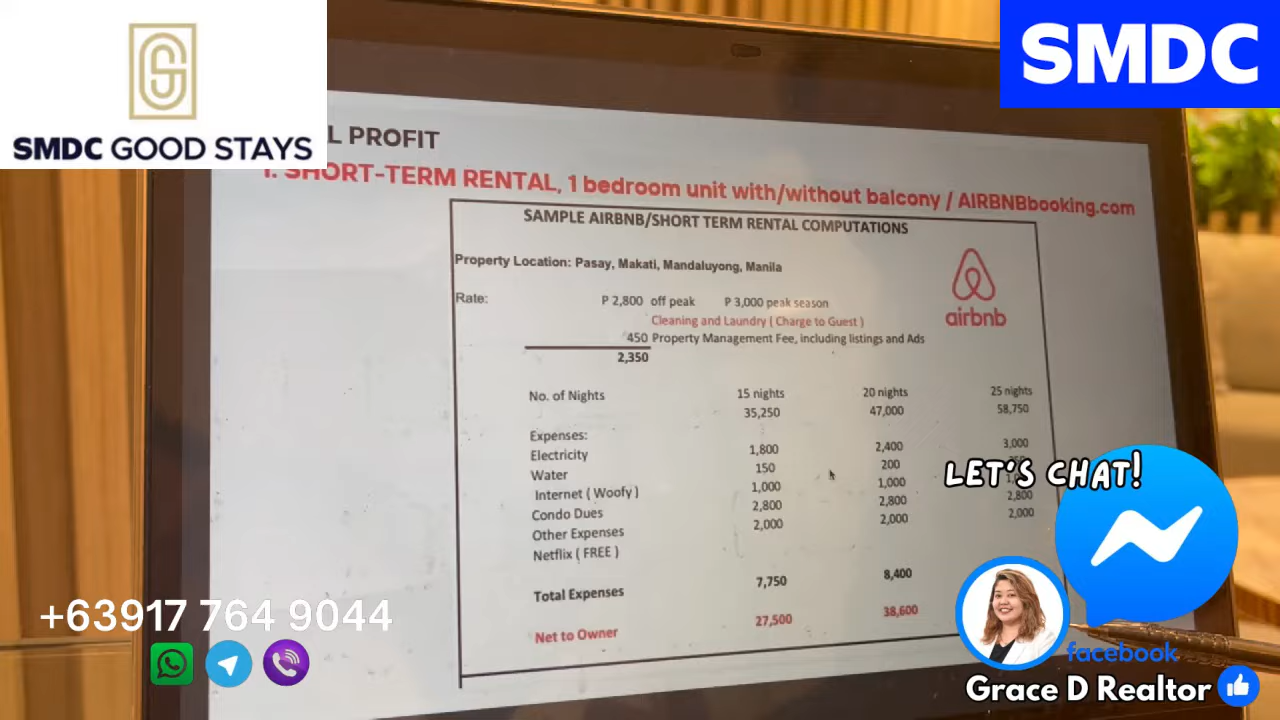 SMDC GOOD STAYS
SMDC
L PROFIT
1. SHORT-TERM RENTAL, 1 bedroom unit with/without balcony / AIRBNBbooking.com
SAMPLE AIRBNB/SHORT TERM RENTAL COMPUTATIONS
Property Location: Pasay, Makati, Mandaluyong, Manila
airbnb
Rate: P 2,800 off peak P 3,000 peak season
Cleaning and Laundry ( Charge to Guest )
450 Property Management Fee, including listings and Ads
2,350
No. of Nights 15 nights 20 nights 25 nights
35,250 47,000 58,750
Expenses:
Electricity 1,800 2,400 3,000
Water 150 200
Internet ( Woofy ) 1,000 1,000
Condo Dues 2,800 2,800 2,800
Other Expenses 2,000 2,000 2,000
Netflix ( FREE )
Total Expenses 7,750 8,400
Net to Owner 27,500 38,600
LET'S CHAT!
+63917 764 9044
facebook
Grace D Realtor